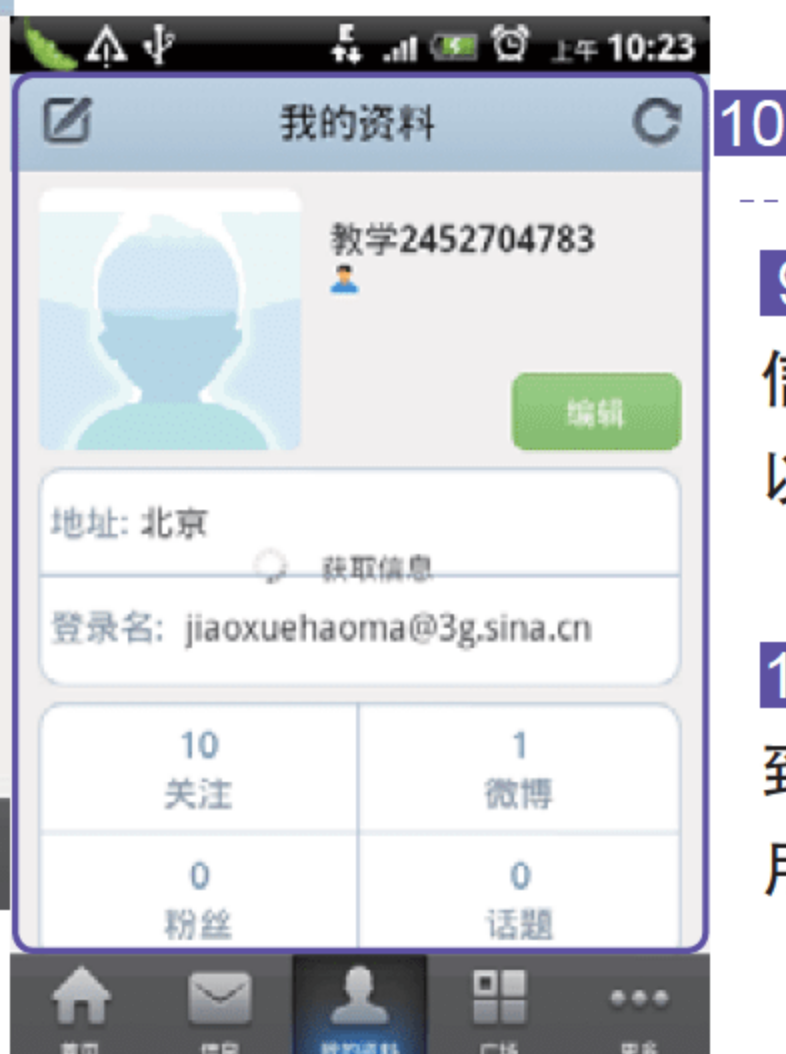 上午 10:23
我的资料
10
教学2452704783
编辑
地址: 北京
获取信息
登录名: jiaoxuehaoma@3g.sina.cn
10
关注
1
微博
0
粉丝
0
话题
首页
信息
我的资料
广场
更多